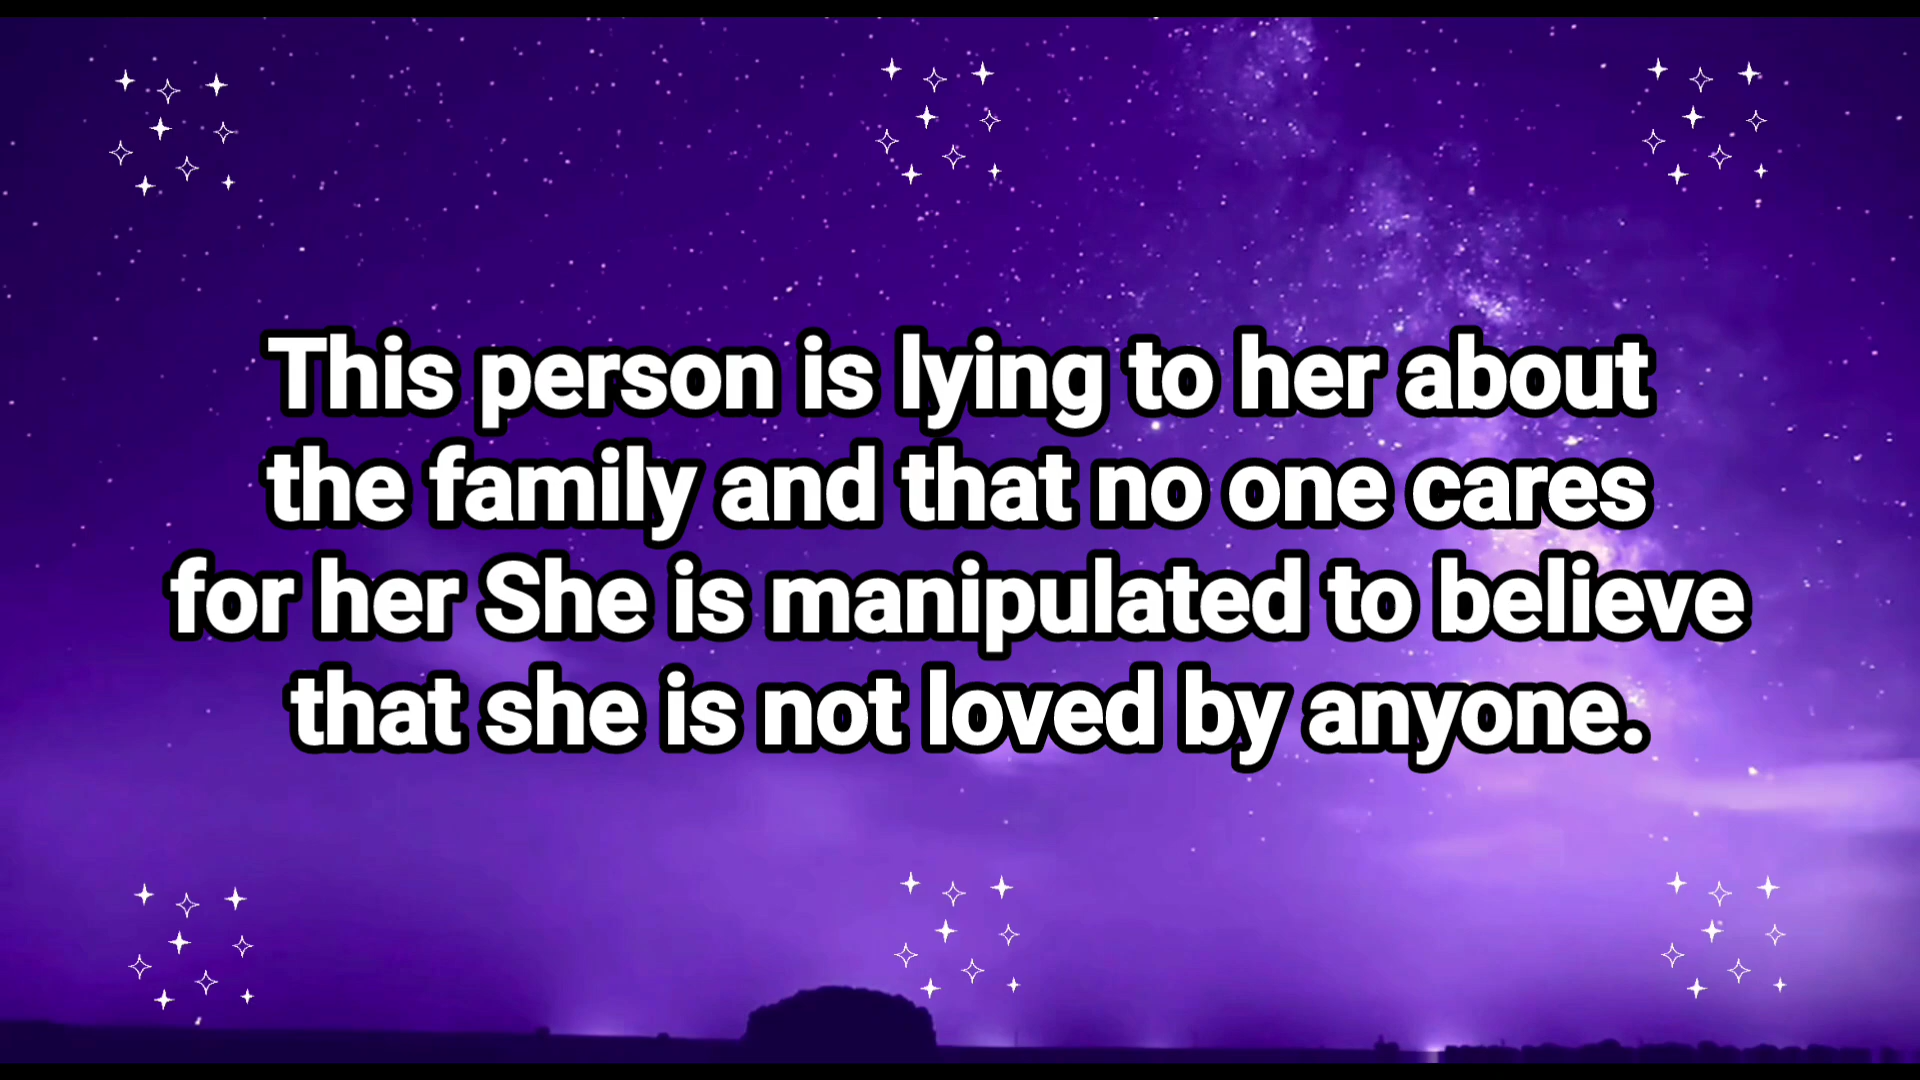 This person is lying to her about
the family and that no one cares
for her She is manipulated to believe
that she is not loved by anyone.